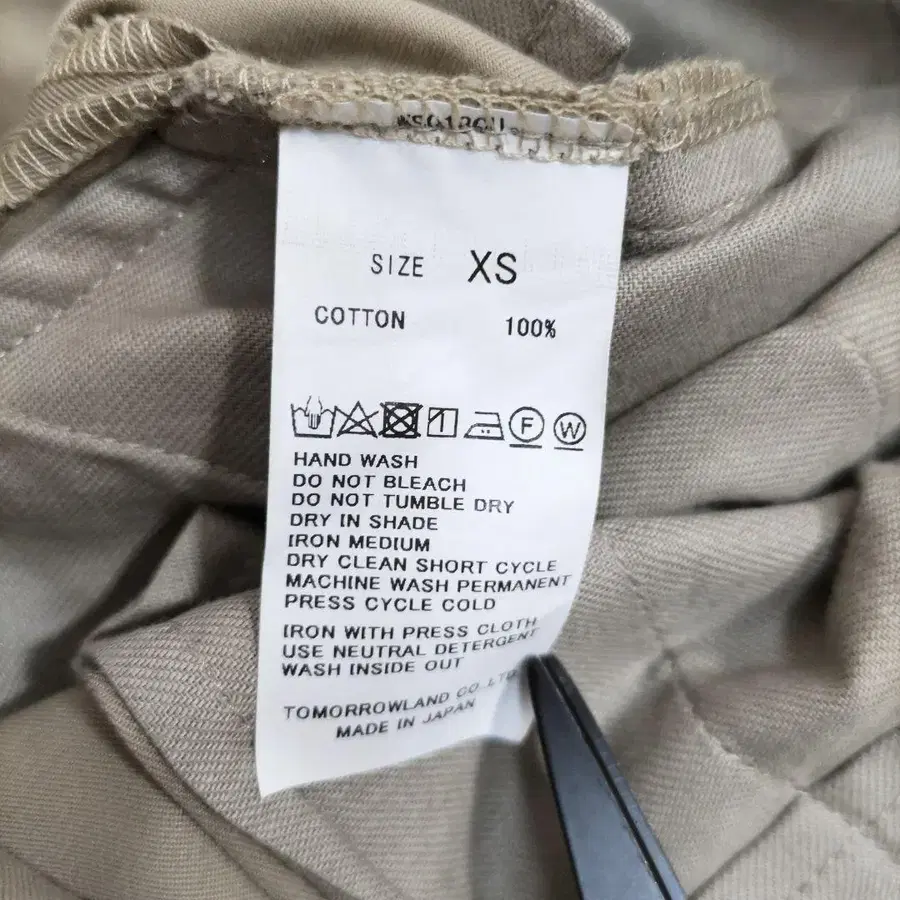 SIZE XS
COTTON 100%
F W
HAND WASH
DO NOT BLEACH
DO NOT TUMBLE DRY
DRY IN SHADE
IRON MEDIUM
DRY CLEAN SHORT CYCLE
MACHINE WASH PERMANENT
PRESS CYCLE COLD
IRON WITH PRESS CLOTH
USE NEUTRAL DETERGENT
WASH INSIDE OUT
TOMORROWLAND CO.,LTD
MADE IN JAPAN